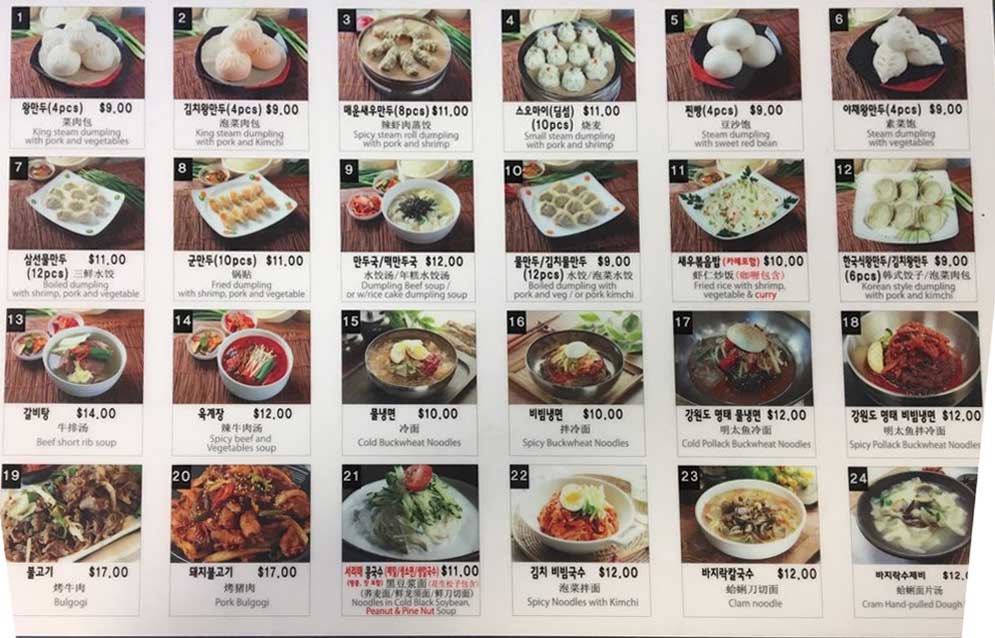 1
왕만두(4pcs) $9.00
菜肉包
King steam dumpling
with pork and vegetables
2
김치왕만두(4pcs) $9.00
泡菜肉包
King steam dumpling
with pork and Kimchi
3
매운새우만두(8pcs) $11.00
辣虾肉蒸饺
Spicy steam roll dumpling
with pork and shrimp
4
스오마이(딤섬) $11.00
(10pcs) 烧麦
Small steam dumpling
with pork and shrimp
5
찐빵(4pcs) $9.00
豆沙饱
Steam dumpling
with sweet red bean
6
야채왕만두(4pcs) $9.00
素菜饱
Steam dumpling
with vegetables
7
삼선물만두 $11.00
(12pcs) 三鲜水饺
Boiled dumpling
with shrimp, pork and vegetable
8
군만두(10pcs) $11.00
锅贴
Fried dumpling
with shrimp, pork and vegetable
9
만두국/떡만두국 $12.00
水饺汤/年糕水饺汤
Dumpling Beef soup /
or w/rice cake dumpling soup
10
물만두/김치물만두 $9.00
(12pcs) 水饺/泡菜水饺
Boiled dumpling with
pork and veg / or pork kimchi
11
새우볶음밥 (카레포함) $10.00
虾仁炒饭(咖喱包含)
Fried rice with shrimp,
vegetable & curry
12
한국식왕만두/김치왕만두 $9.00
(6pcs) 韩式饺子/泡菜肉包
Korean style dumpling
with pork and kimchi
13
갈비탕 $14.00
牛排汤
Beef short rib soup
14
육계장 $12.00
辣牛肉汤
Spicy beef and
Vegetables soup
15
물냉면 $10.00
冷面
Cold Buckwheat Noodles
16
비빔냉면 $10.00
拌冷面
Spicy Buckwheat Noodles
17
강원도 명태 물냉면 $12.00
明太鱼冷面
Cold Pollack Buckwheat Noodles
18
강원도 명태 비빔냉면 $12.00
明太鱼拌冷面
Spicy Pollack Buckwheat Noodles
19
불고기 $17.00
烤牛肉
Bulgogi
20
돼지불고기 $17.00
烤猪肉
Pork Bulgogi
21
서리태 콩국수 (메밀/생소면/생칼국수) $11.00
黑豆浆面(花生松子包含)
(荞麦面/鲜龙须面/鲜刀切面)
Noodles in Cold Black Soybean,
Peanut & Pine Nut Soup
22
김치 비빔국수 $12.00
泡菜拌面
Spicy Noodles with Kimchi
23
바지락칼국수 $12.00
蛤蜊刀切面
Clam noodle
24
바지락수제비 $12.
蛤蜊面片汤
Cram Hand-pulled Dough